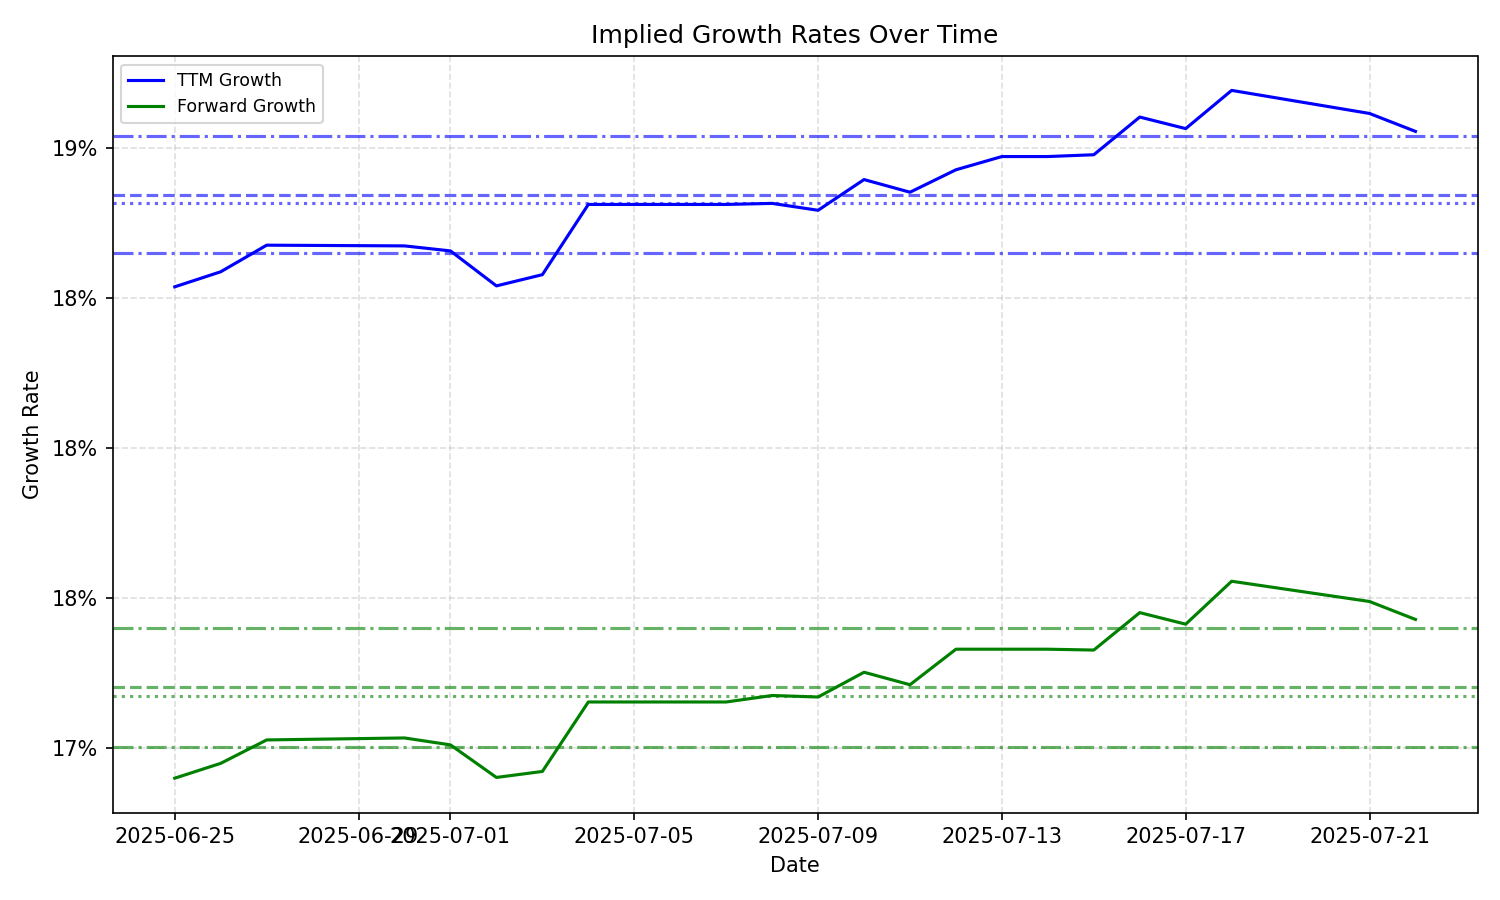 Implied Growth Rates Over Time
TTM Growth
Forward Growth
19%
18%
18%
18%
17%
Growth Rate
2025-06-25
2025-06-29
2025-07-01
2025-07-05
2025-07-09
2025-07-13
2025-07-17
2025-07-21
Date